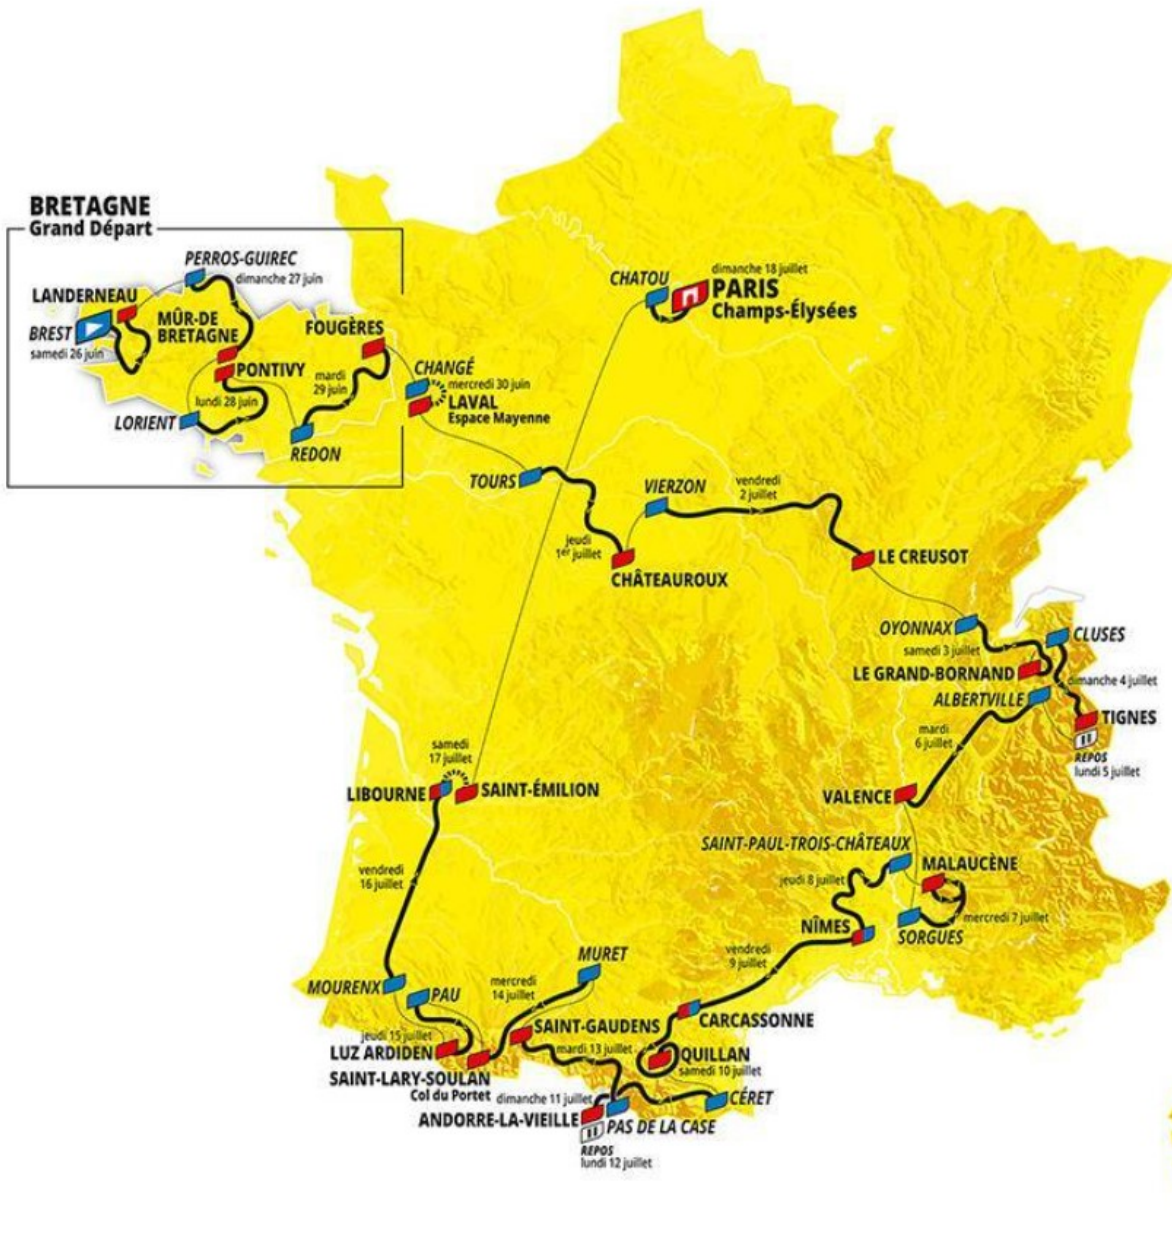 BRETAGNE
Grand Départ
PERROS-GUIREC
dimanche 27 juin
LANDERNEAU
BREST
samedi 26 juin
MÛR-DE
BRETAGNE
FOUGÈRES
PONTIVY
mardi
29 juin
lundi 28 juin
LORIENT
REDON
CHANGÉ
mercredi 30 juin
LAVAL
Espace Mayenne
CHATOU
dimanche 18 juillet
PARIS
Champs-Élysées
TOURS
VIERZON
vendredi
2 juillet
jeudi
1er juillet
CHÂTEAUROUX
LE CREUSOT
OYONNAX
samedi 3 juillet
CLUSES
LE GRAND-BORNAND
dimanche 4 juillet
ALBERTVILLE
TIGNES
mardi
6 juillet
REPOS
lundi 5 juillet
samedi
17 juillet
LIBOURNE
SAINT-ÉMILION
VALENCE
SAINT-PAUL-TROIS-CHÂTEAUX
MALAUCÈNE
jeudi 8 juillet
mercredi 7 juillet
vendredi
16 juillet
NÎMES
SORGUES
vendredi
9 juillet
MURET
MOURENX
PAU
mercredi
14 juillet
CARCASSONNE
SAINT-GAUDENS
jeudi 15 juillet
LUZ ARDIDEN
mardi 13 juillet
QUILLAN
samedi 10 juillet
SAINT-LARY-SOULAN
Col du Portet
dimanche 11 juillet
CÉRET
ANDORRE-LA-VIEILLE
PAS DE LA CASE
REPOS
lundi 12 juillet